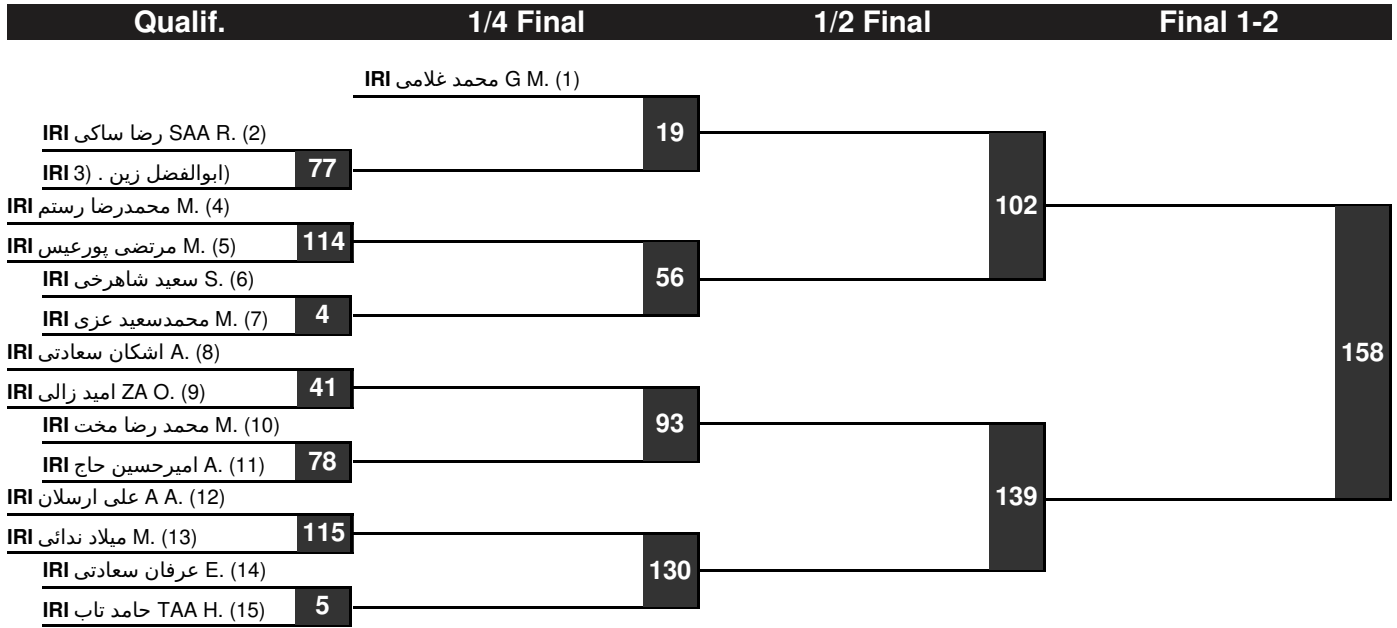 Qualif. 1/4 Final 1/2 Final Final 1-2
IRI محمد غلامی G M. (1)
19
IRI رضا ساکی SAA R. (2)
77
IRI 3) . ابوالفضل زین)
102
IRI محمدرضا رستم M. (4)
114
IRI مرتضی پورعیس M. (5)
56
IRI سعید شاهرخی S. (6)
4
IRI محمدسعید عزی M. (7)
158
IRI اشکان سعادتی A. (8)
41
IRI امید زالی ZA O. (9)
93
IRI محمد رضا مخت M. (10)
78
IRI امیرحسین حاج A. (11)
139
IRI علی ارسلان A A. (12)
115
IRI میلاد ندائی M. (13)
130
IRI عرفان سعادتی E. (14)
5
IRI حامد تاب TAA H. (15)